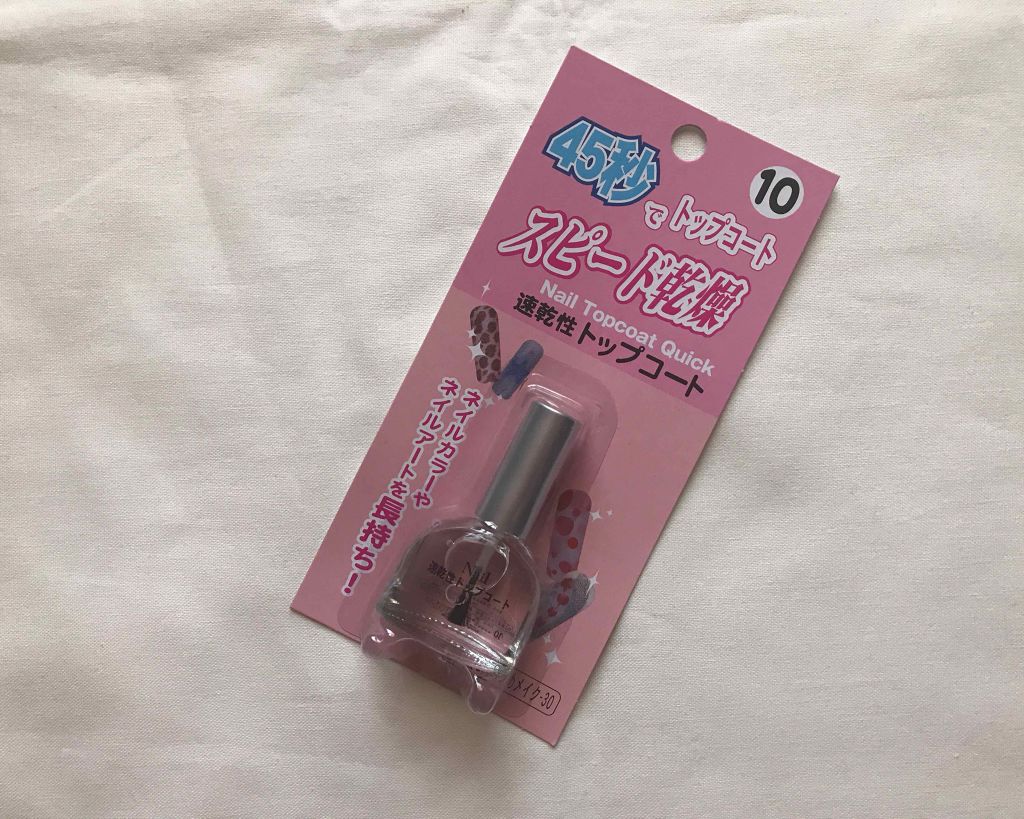 10
45秒で
トップコート
スピード乾燥
Nail Topcoat Quick
速乾性トップコート
ネイルカラーや
ネイルアートを長持ち!
Nail
速乾性トップコート
10
メイク-30